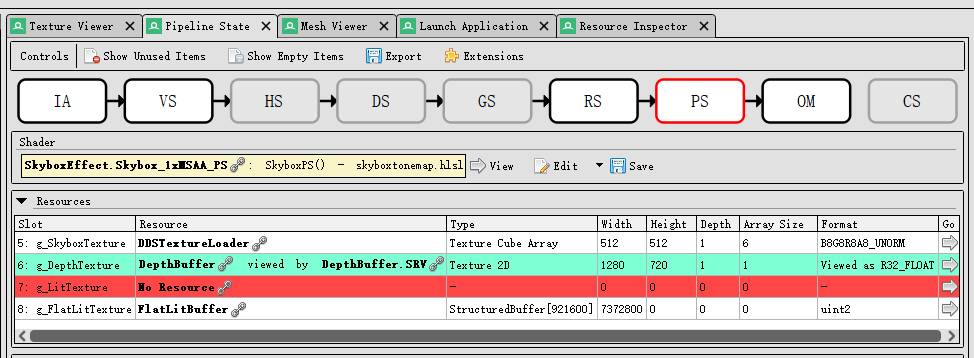 Texture Viewer Pipeline State Mesh Viewer Launch Application Resource Inspector
Controls Show Unused Items Show Empty Items Export Extensions
IA VS HS DS GS RS PS OM CS
Shader
SkyboxEffect.Skybox_1xMSAA_PS : SkyboxPS() - skyboxtonemap.hlsl View Edit Save
Resources
Slot Resource Type Width Height Depth Array Size Format Go
5: g_SkyboxTexture DDSTextureLoader Texture Cube Array 512 512 1 6 B8G8R8A8_UNORM
6: g_DepthTexture DepthBuffer viewed by DepthBuffer.SRV Texture 2D 1280 720 1 1 Viewed as R32_FLOAT
7: g_LitTexture No Resource - 0 0 0 0 -
8: g_FlatLitTexture FlatLitBuffer StructuredBuffer[921600] 7372800 0 0 0 uint2